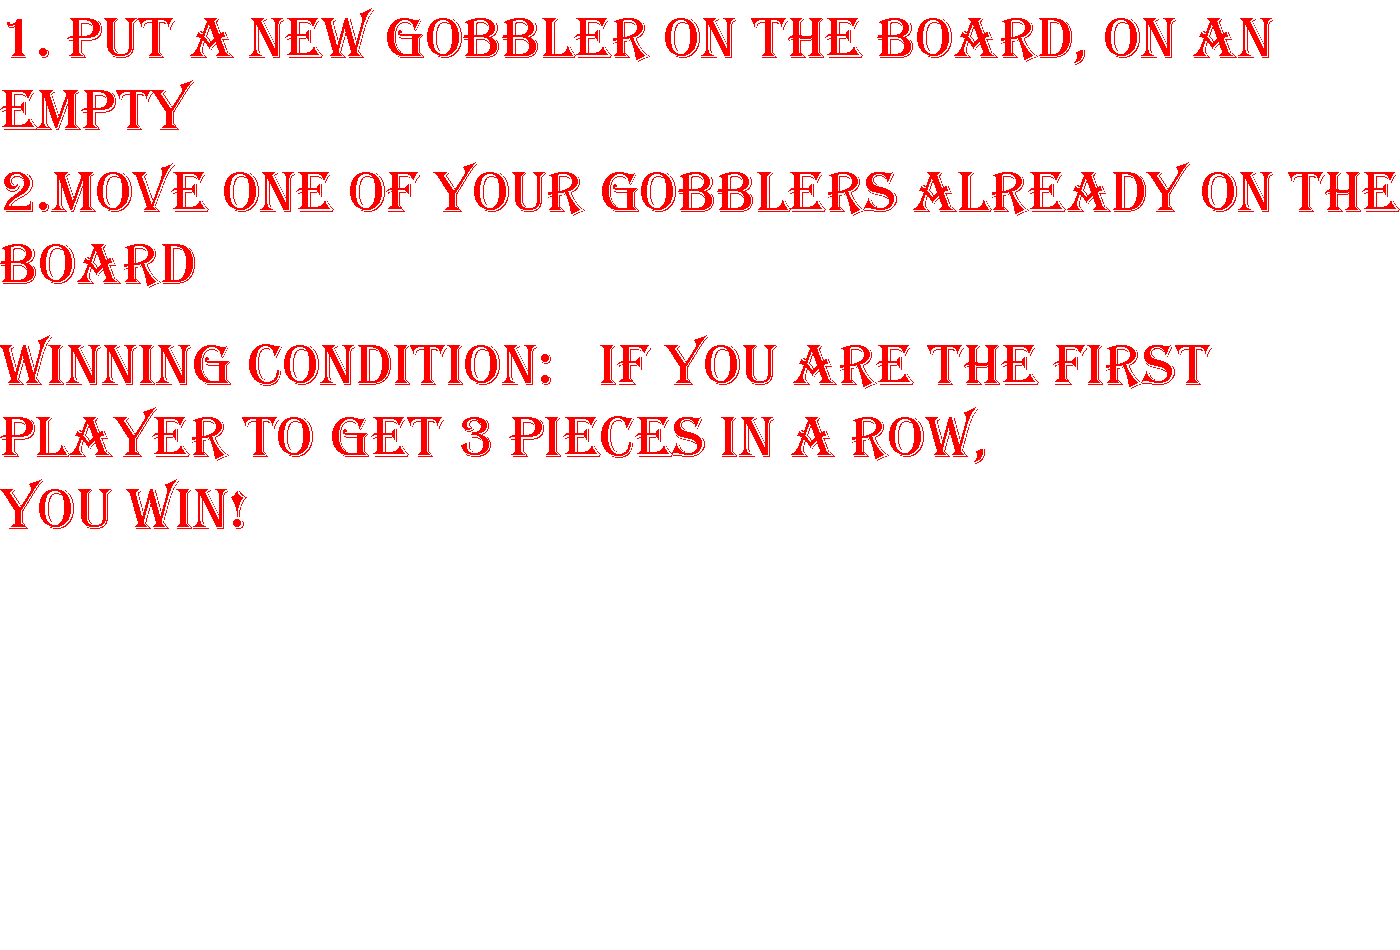 1. PUT A NEW GOBBLER ON THE BOARD, ON AN
EMPTY
2.MOVE ONE OF YOUR GOBBLERS ALREADY ON THE
BOARD
WINNING CONDITION: IF YOU ARE THE FIRST
PLAYER TO GET 3 PIECES IN A ROW,
YOU WIN!